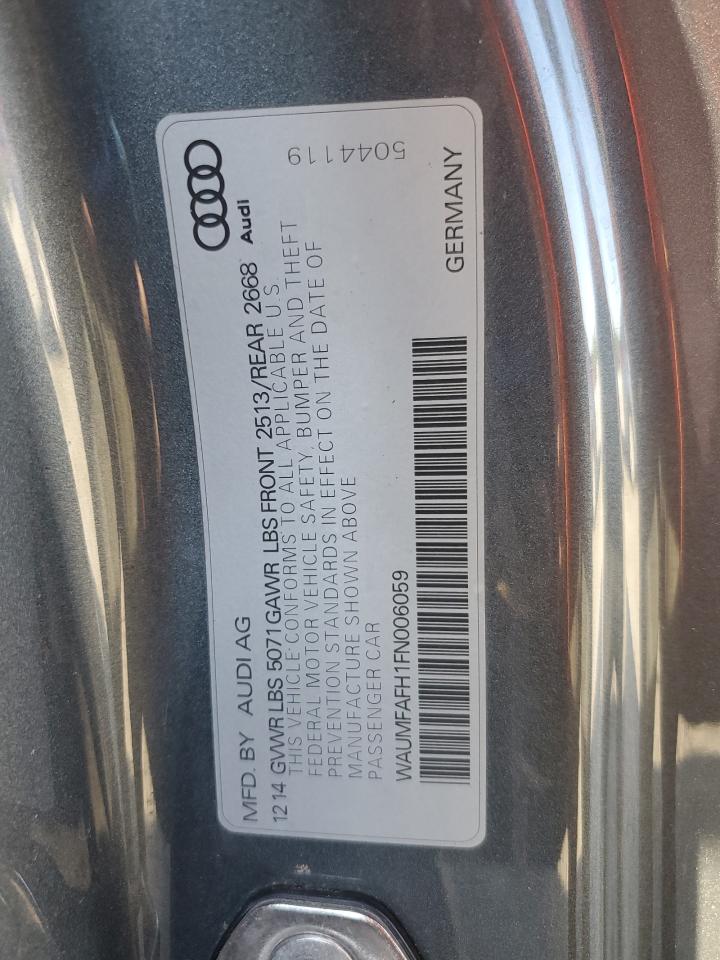 MFD. BY AUDI AG
Audi
12 14 GVWR LBS 5071 GAWR LBS FRONT 2513/REAR 2668
THIS VEHICLE CONFORMS TO ALL APPLICABLE U.S.
FEDERAL MOTOR VEHICLE SAFETY, BUMPER AND THEFT
PREVENTION STANDARDS IN EFFECT ON THE DATE OF
MANUFACTURE SHOWN ABOVE
PASSENGER CAR
5044119
WAUMFAFH1FN006059
GERMANY